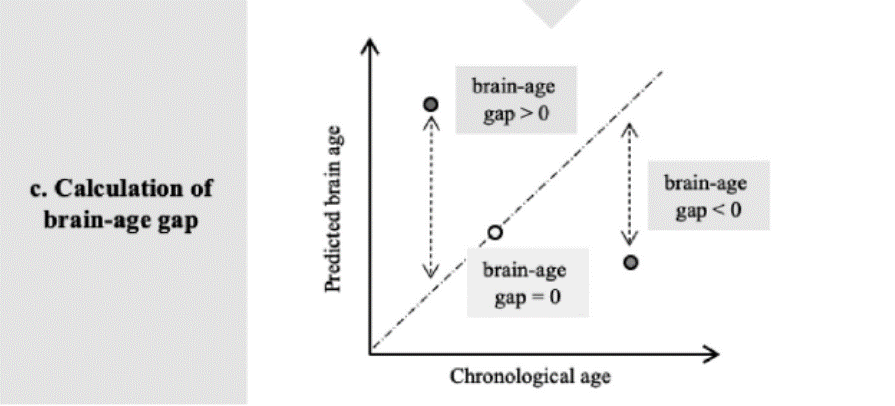 c. Calculation of
brain-age gap
Predicted brain age
brain-age
gap > 0
brain-age
gap < 0
brain-age
gap = 0
Chronological age